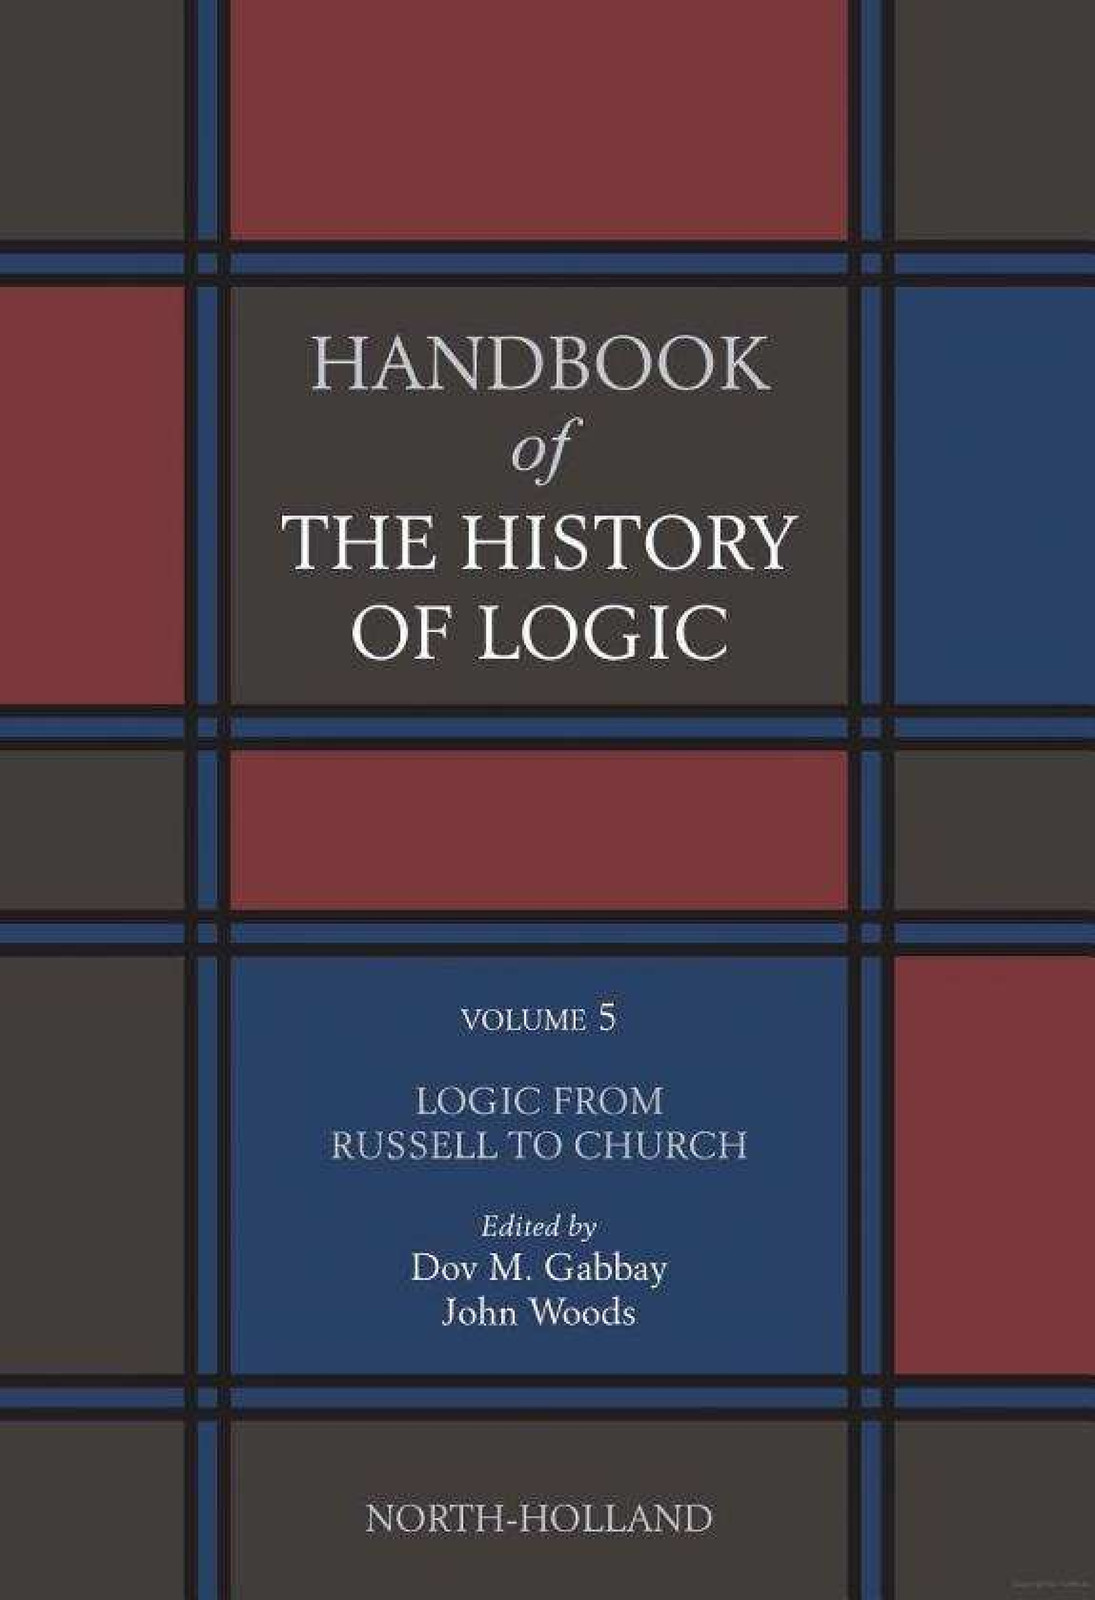 HANDBOOK
of
THE HISTORY
OF LOGIC
VOLUME 5
LOGIC FROM
RUSSELL TO CHURCH
Edited by
Dov M. Gabbay
John Woods
NORTH-HOLLAND